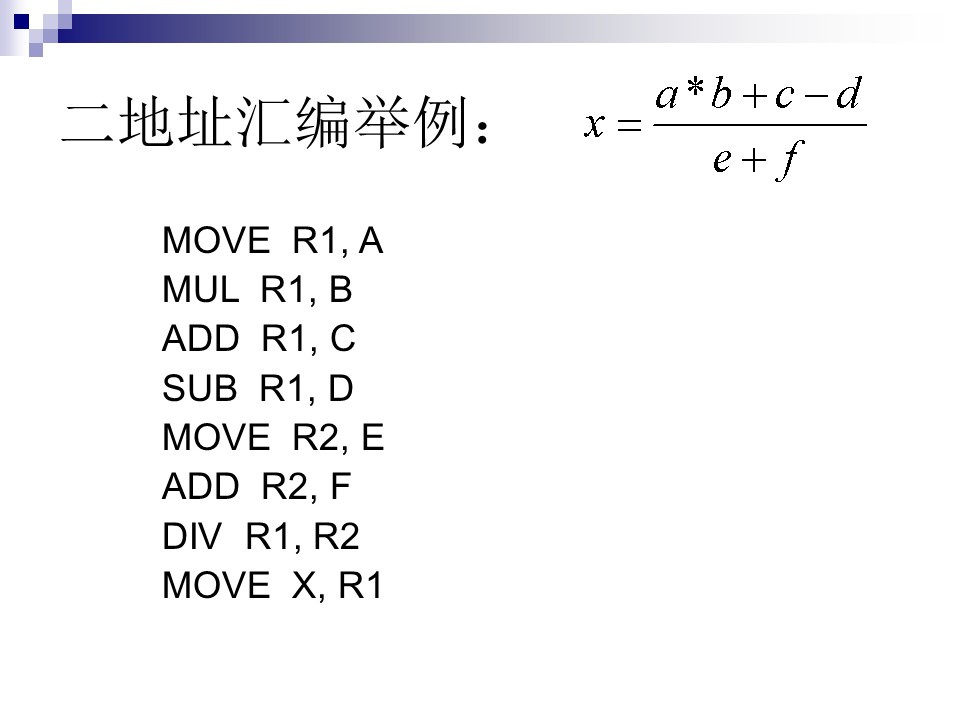 二地址汇编举例：
x = \frac{a*b+c-d}{e+f}
MOVE R1, A
MUL R1, B
ADD R1, C
SUB R1, D
MOVE R2, E
ADD R2, F
DIV R1, R2
MOVE X, R1